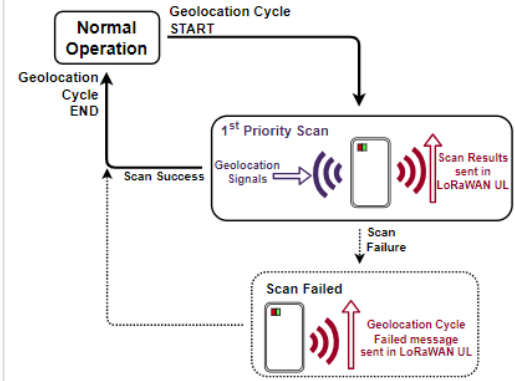 Normal
Operation
Geolocation Cycle
START
Geolocation
Cycle
END
1st Priority Scan
Geolocation
Signals
Scan Results
sent in
LoRaWAN UL
Scan Success
Scan
Failure
Scan Failed
Geolocation Cycle
Failed message
sent in LoRaWAN UL